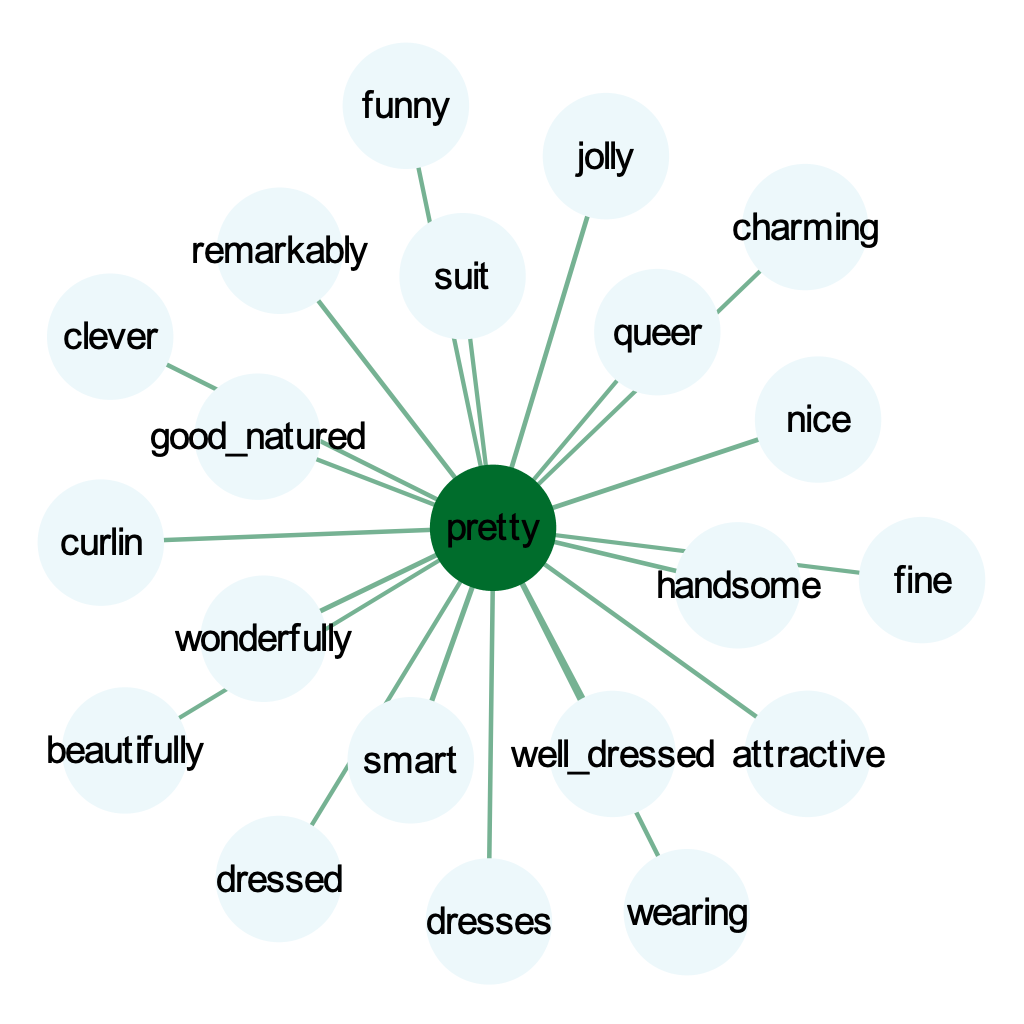 funny
jolly
charming
remarkably
suit
queer
clever
nice
good_natured
pretty
curlin
fine
handsome
wonderfully
beautifully
smart
well_dressed
attractive
dressed
dresses
wearing